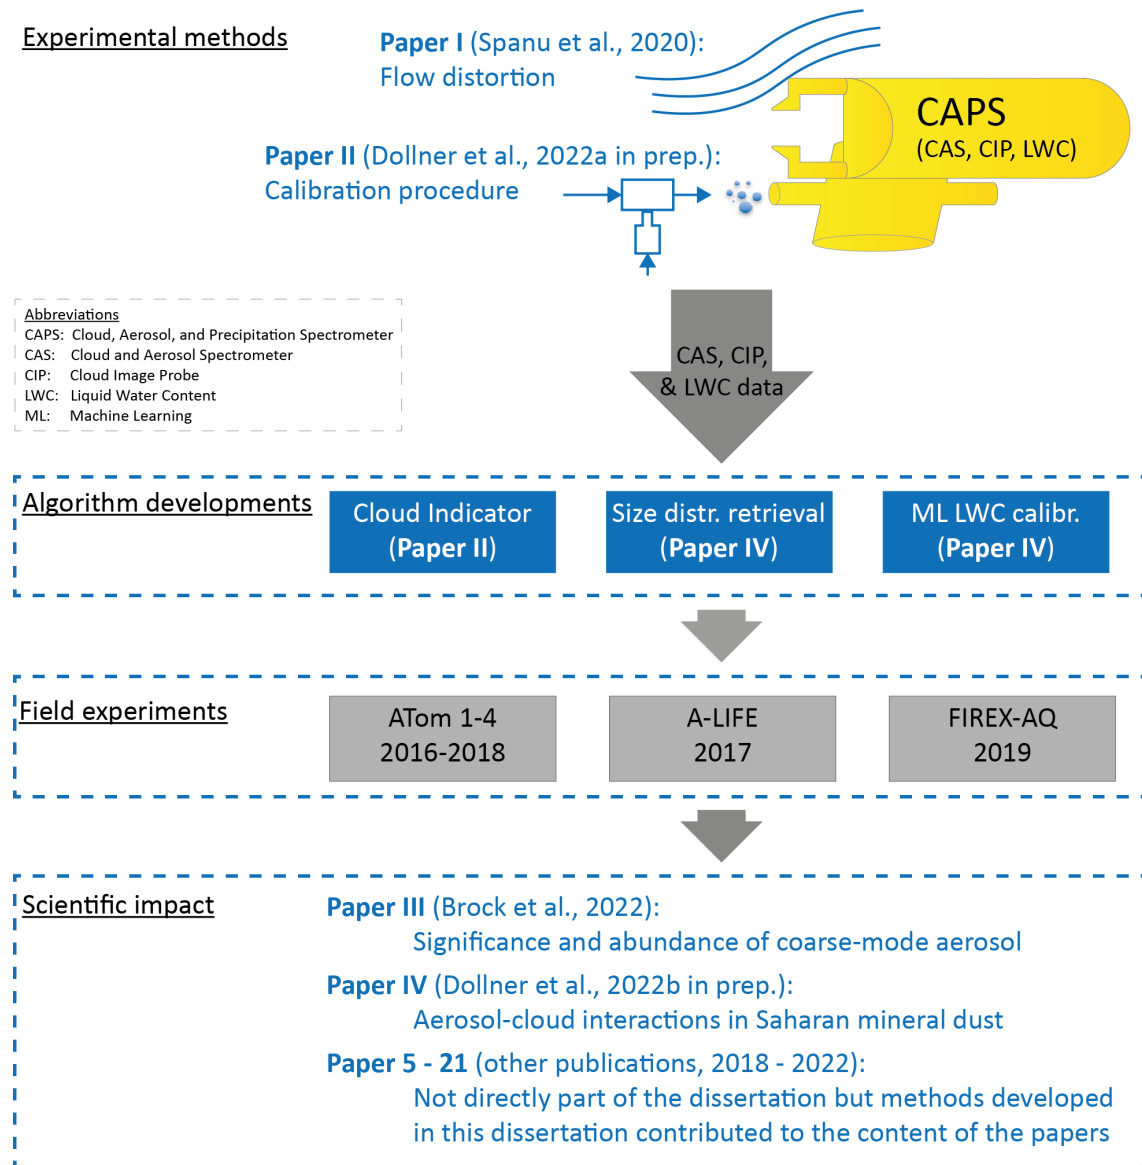 Experimental methods
Paper I (Spanu et al., 2020):
Flow distortion
CAPS
(CAS, CIP, LWC)
Paper II (Dollner et al., 2022a in prep.):
Calibration procedure
Abbreviations
CAPS: Cloud, Aerosol, and Precipitation Spectrometer
CAS: Cloud and Aerosol Spectrometer
CIP: Cloud Image Probe
LWC: Liquid Water Content
ML: Machine Learning
CAS, CIP,
& LWC data
Algorithm developments
Cloud Indicator
(Paper II)
Size distr. retrieval
(Paper IV)
ML LWC calibr.
(Paper IV)
Field experiments
ATom 1-4
2016-2018
A-LIFE
2017
FIREX-AQ
2019
Scientific impact
Paper III (Brock et al., 2022):
Significance and abundance of coarse-mode aerosol
Paper IV (Dollner et al., 2022b in prep.):
Aerosol-cloud interactions in Saharan mineral dust
Paper 5 - 21 (other publications, 2018 - 2022):
Not directly part of the dissertation but methods developed
in this dissertation contributed to the content of the papers